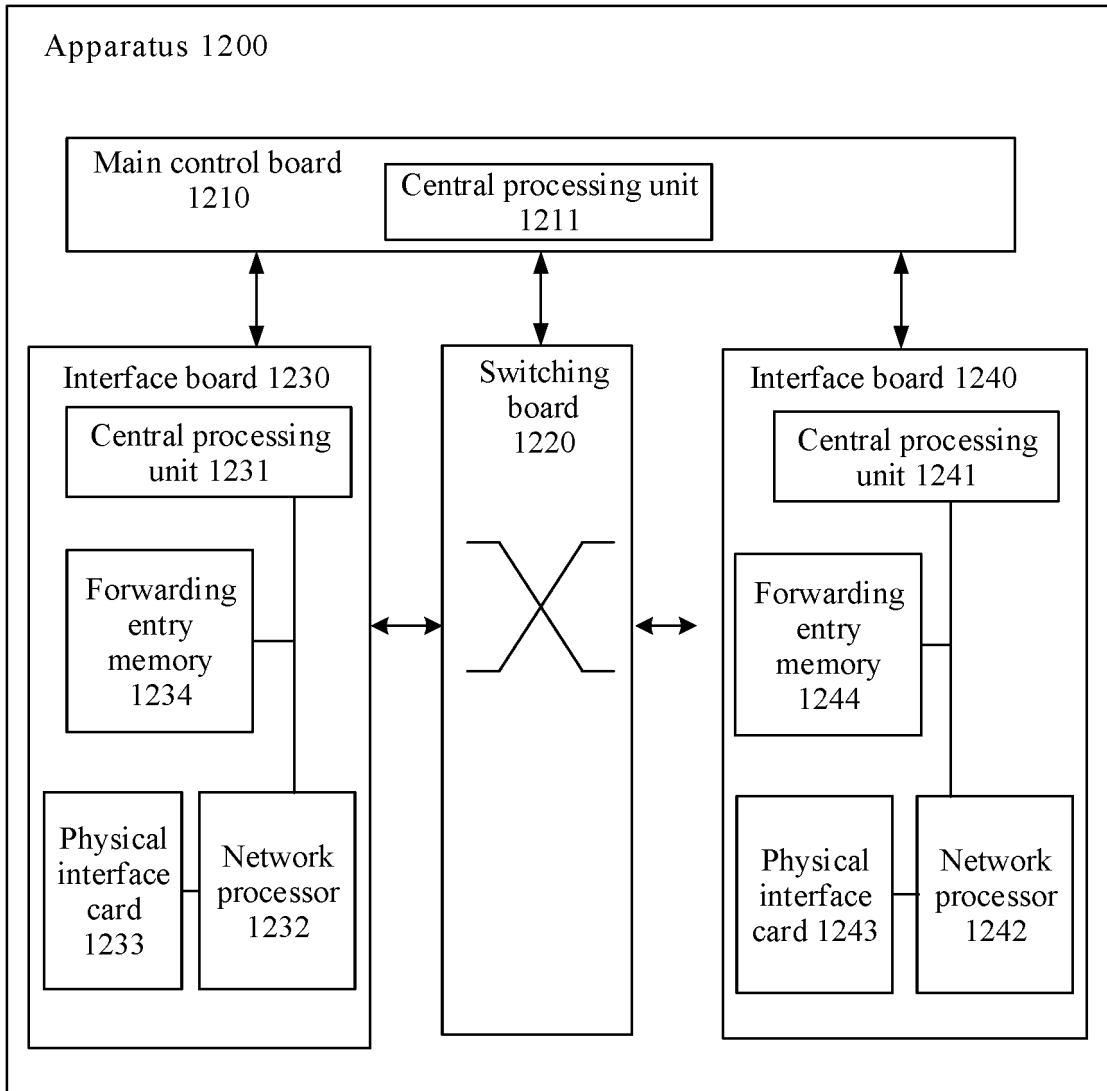 Apparatus 1200
Main control board
1210
Central processing unit
1211
Interface board 1230
Central processing
unit 1231
Forwarding
entry
memory
1234
Physical
interface
card
1233
Network
processor
1232
Switching
board
1220
Interface board 1240
Central processing
unit 1241
Forwarding
entry
memory
1244
Physical
interface
card 1243
Network
processor
1242